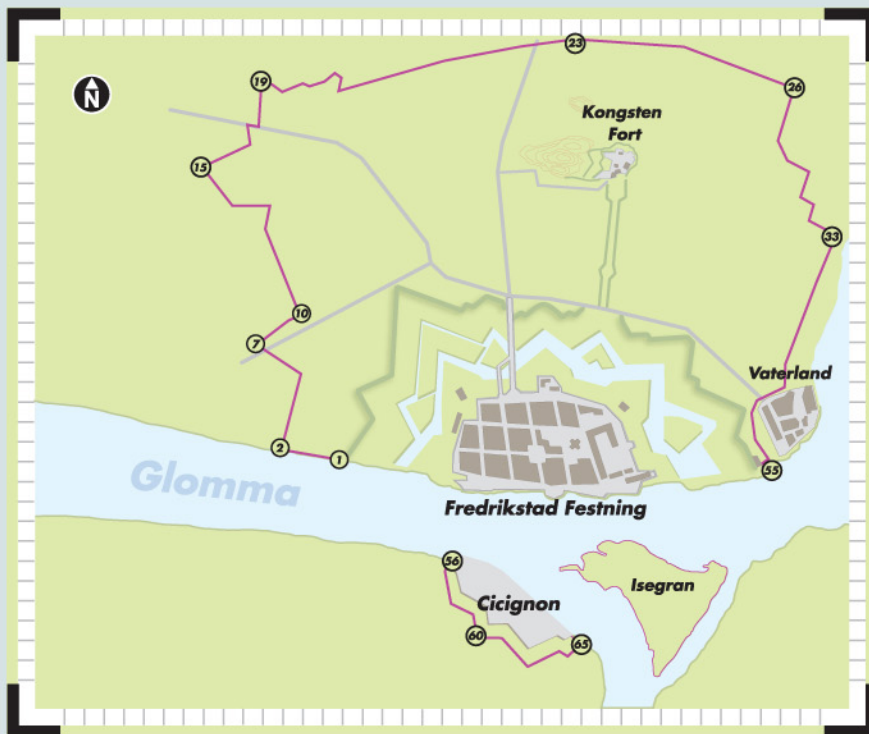 23
19
26
N
Kongsten
Fort
15
33
10
7
Vaterland
2
1
55
Glomma
Fredrikstad Festning
56
Isegran
Cicignon
60
65